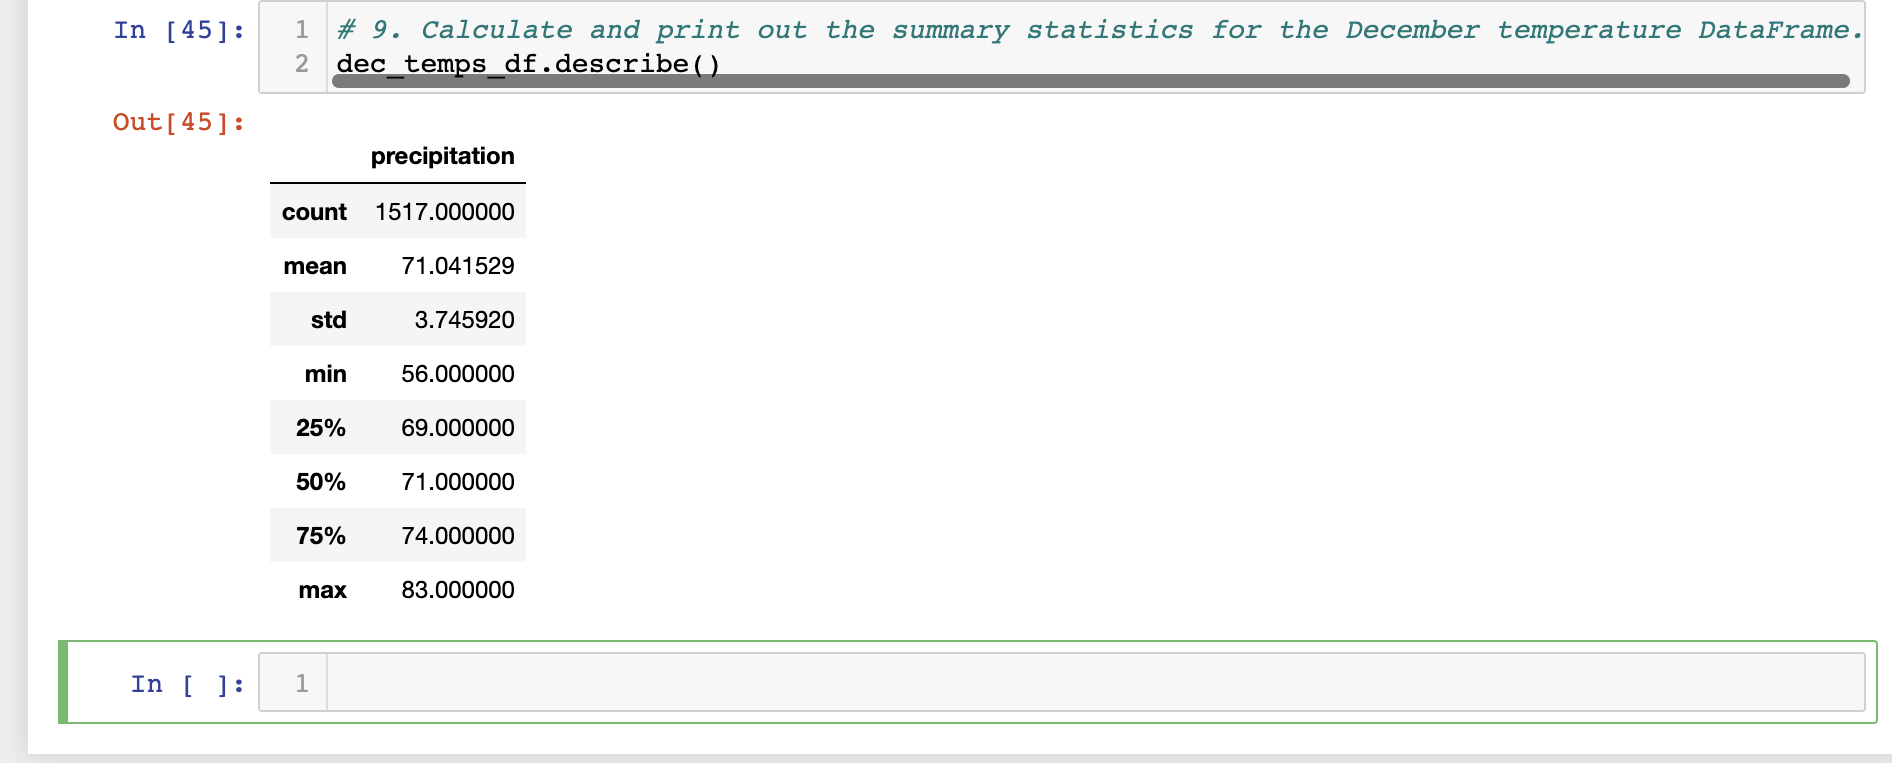 In [45]:
1 # 9. Calculate and print out the summary statistics for the December temperature DataFrame.
2 dec_temps_df.describe()
Out[45]:
precipitation
count 1517.000000
mean 71.041529
std 3.745920
min 56.000000
25% 69.000000
50% 71.000000
75% 74.000000
max 83.000000
In [ ]: 1